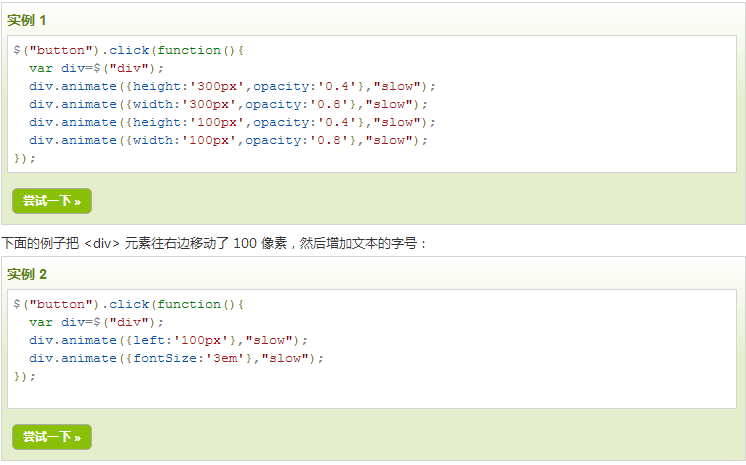 实例 1
$("button").click(function(){
  var div=$("div");
  div.animate({height:'300px',opacity:'0.4'},"slow");
  div.animate({width:'300px',opacity:'0.8'},"slow");
  div.animate({height:'100px',opacity:'0.4'},"slow");
  div.animate({width:'100px',opacity:'0.8'},"slow");
});
尝试一下 »
下面的例子把 <div> 元素往右边移动了 100 像素，然后增加文本的字号：
实例 2
$("button").click(function(){
  var div=$("div");
  div.animate({left:'100px'},"slow");
  div.animate({fontSize:'3em'},"slow");
});
尝试一下 »